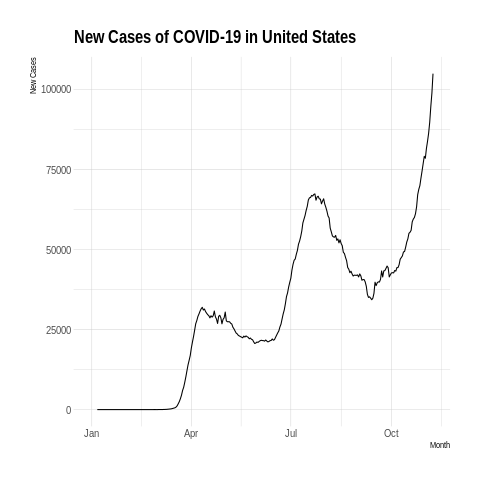 New Cases of COVID-19 in United States
New Cases
100000
75000
50000
25000
0
Jan Apr Jul Oct
Month